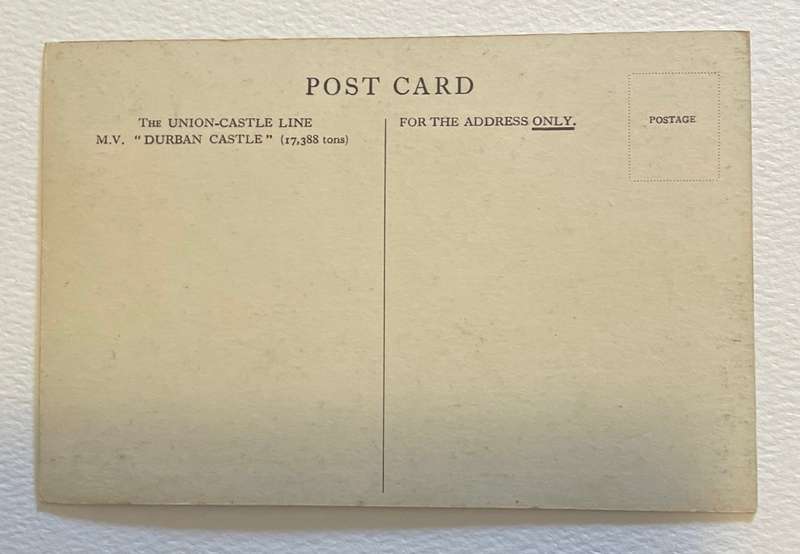 POST CARD
The UNION-CASTLE LINE
M.V. "DURBAN CASTLE" (17,388 tons)
FOR THE ADDRESS ONLY.
POSTAGE